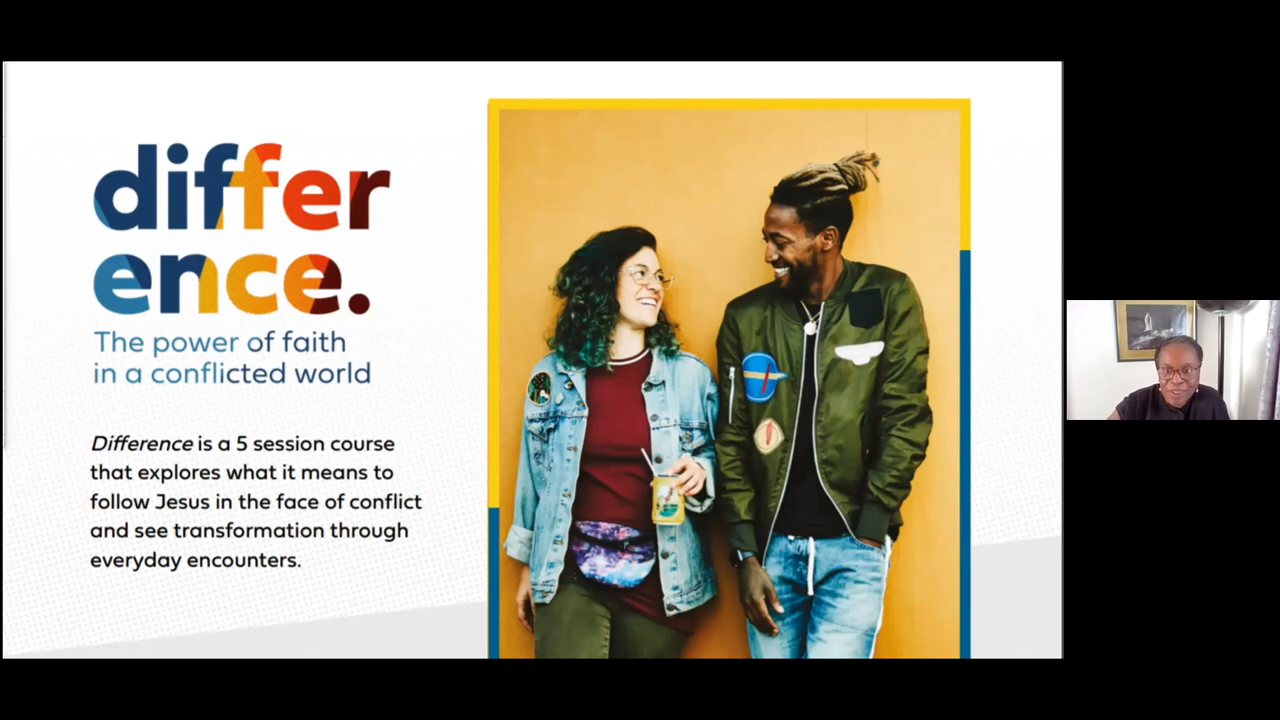 differ
ence.
The power of faith
in a conflicted world
Difference is a 5 session course
that explores what it means to
follow Jesus in the face of conflict
and see transformation through
everyday encounters.